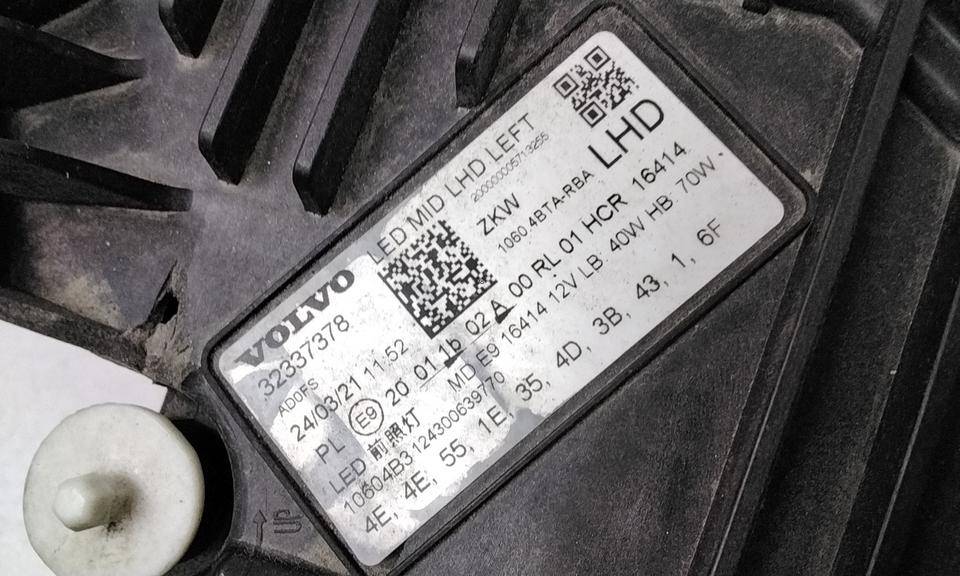 VOLVO LED MID LHD LEFT
32337378
200000005713255
AD0FS
ZKW
LHD
24/03/21 11:52
1060.4BTA-RBA
PL E9 20 01 1b 02 A 00 RL 01 HCR 16414
LED 前照灯 MD E9 16414 12V LB: 40W HB: 70W
10604B3124300639770
4E, 4E, 55, 1E, 35, 4D, 3B, 43, 1, 6F
UP